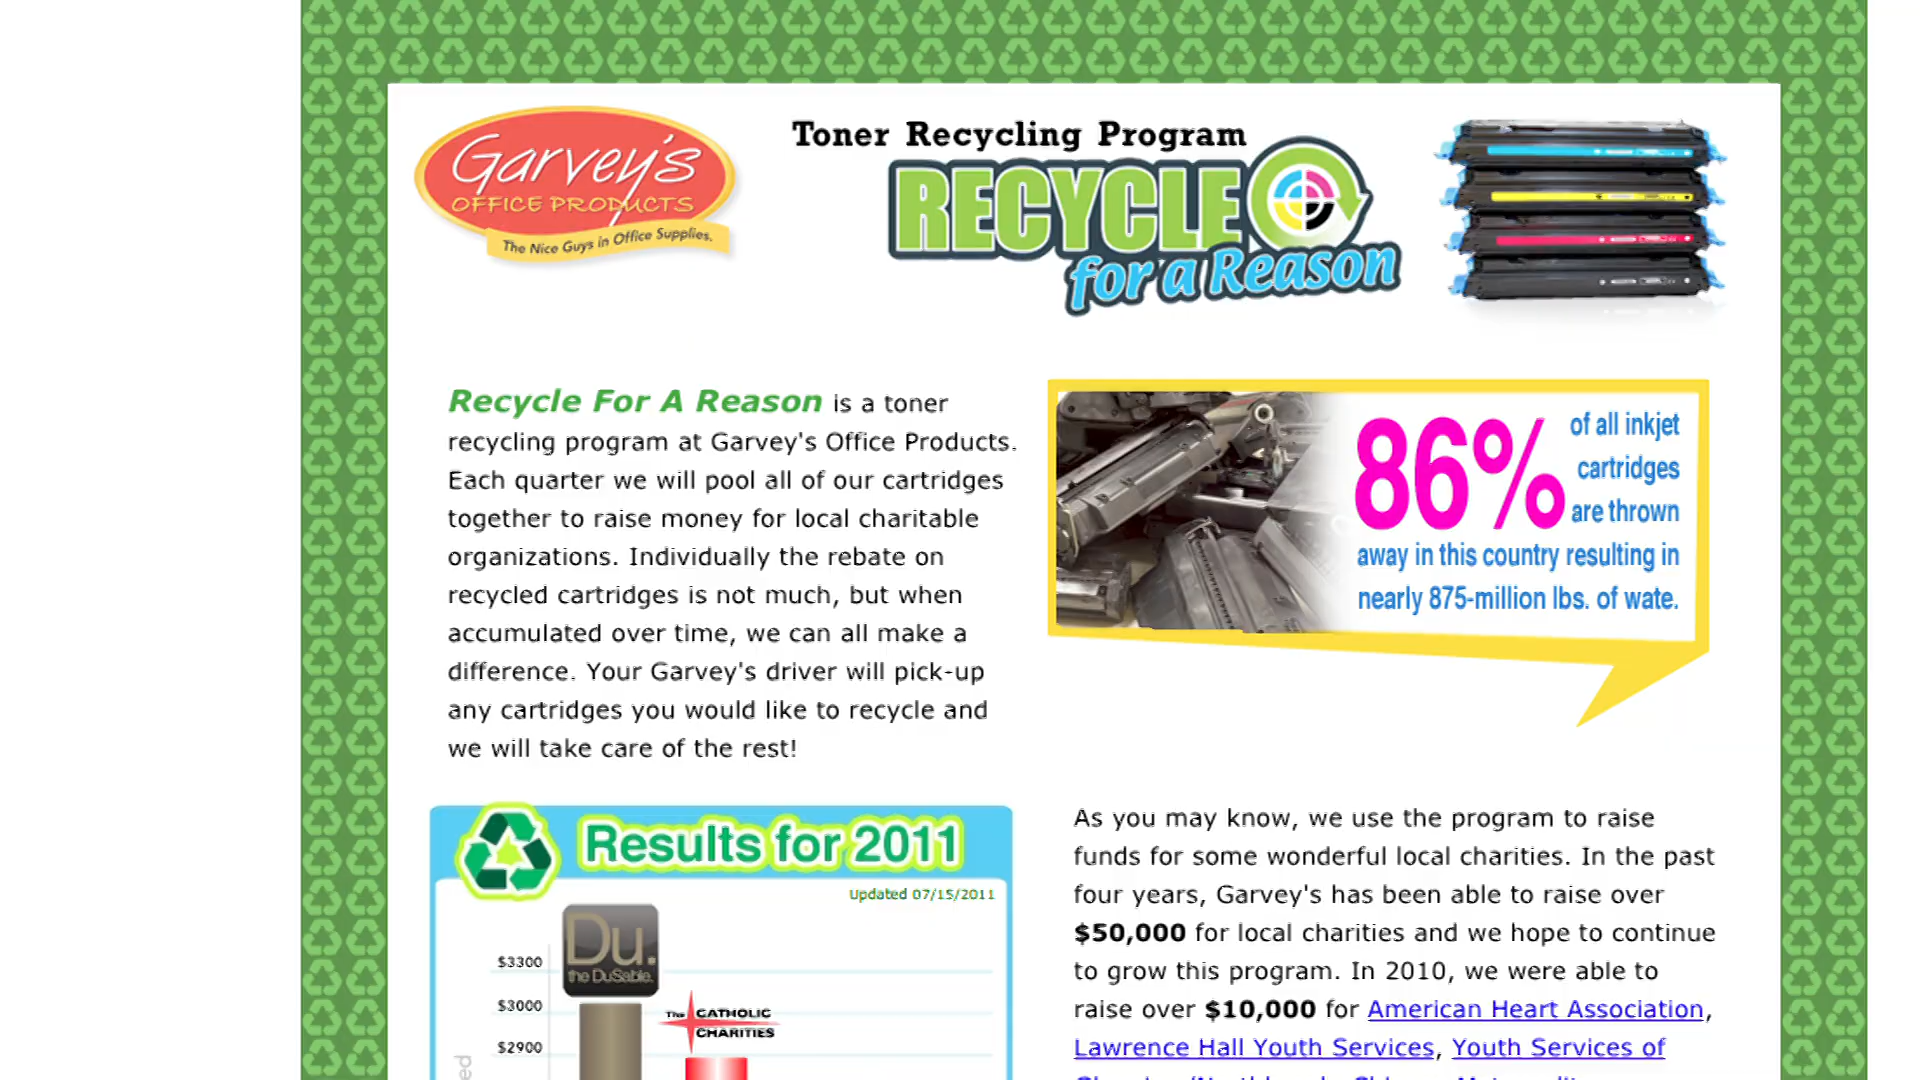 Garvey's
OFFICE PRODUCTS
The Nice Guys in Office Supplies.
Toner Recycling Program
RECYCLE
for a Reason
Recycle For A Reason is a toner
recycling program at Garvey's Office Products.
Each quarter we will pool all of our cartridges
together to raise money for local charitable
organizations. Individually the rebate on
recycled cartridges is not much, but when
accumulated over time, we can all make a
difference. Your Garvey's driver will pick-up
any cartridges you would like to recycle and
we will take care of the rest!
86% of all inkjet
cartridges
are thrown
away in this country resulting in
nearly 875-million lbs. of wate.
Results for 2011
Updated 07/15/2011
Du.
the DuSable.
$3300
$3000
The CATHOLIC
CHARITIES
$2900
As you may know, we use the program to raise
funds for some wonderful local charities. In the past
four years, Garvey's has been able to raise over
$50,000 for local charities and we hope to continue
to grow this program. In 2010, we were able to
raise over $10,000 for American Heart Association,
Lawrence Hall Youth Services, Youth Services of